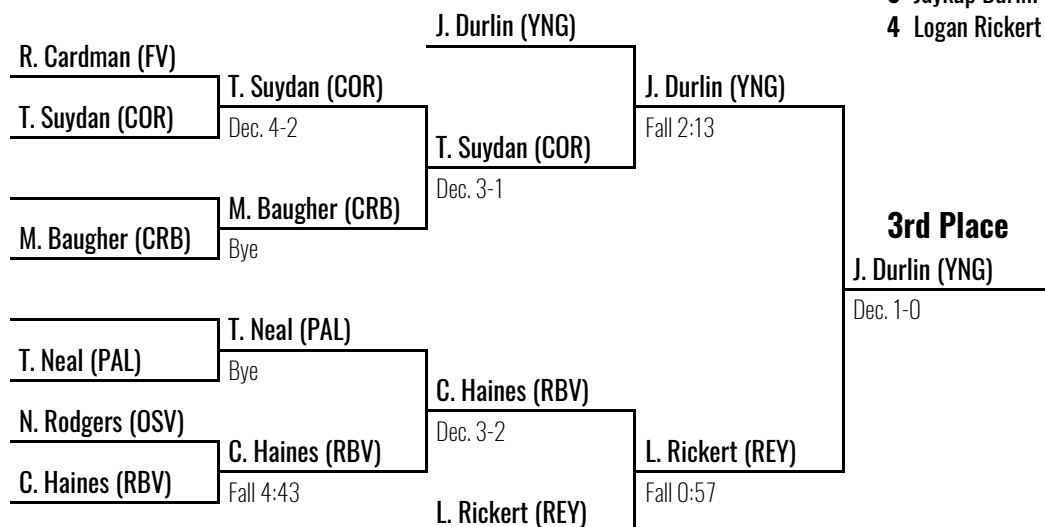 J. Durlin (YNG)
4 Logan Rickert
R. Cardman (FV)
T. Suydan (COR)
T. Suydan (COR)
Dec. 4-2
J. Durlin (YNG)
Fall 2:13
T. Suydan (COR)
Dec. 3-1
M. Baugher (CRB)
M. Baugher (CRB)
Bye
3rd Place
J. Durlin (YNG)
Dec. 1-0
T. Neal (PAL)
T. Neal (PAL)
Bye
C. Haines (RBV)
Dec. 3-2
N. Rodgers (OSV)
C. Haines (RBV)
C. Haines (RBV)
Fall 4:43
L. Rickert (REY)
Fall 0:57
L. Rickert (REY)